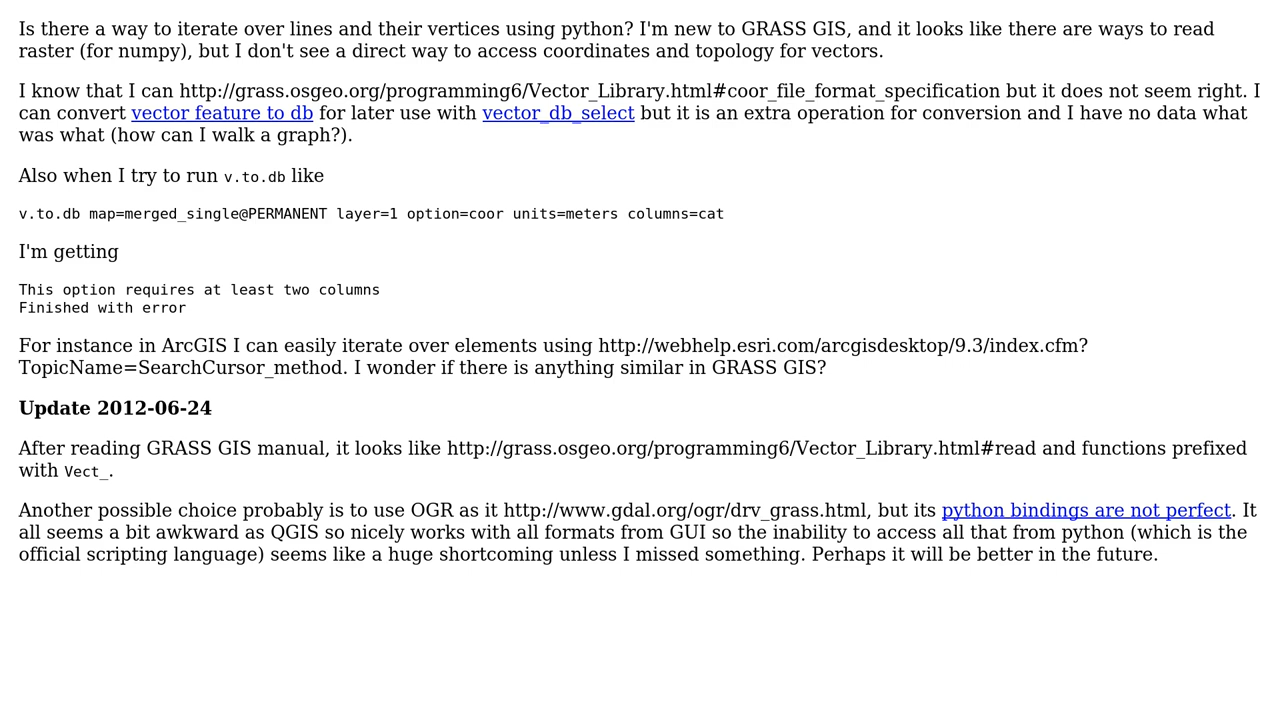 Is there a way to iterate over lines and their vertices using python? I'm new to GRASS GIS, and it looks like there are ways to read
raster (for numpy), but I don't see a direct way to access coordinates and topology for vectors.
I know that I can http://grass.osgeo.org/programming6/Vector_Library.html#coor_file_format_specification but it does not seem right. I
can convert vector feature to db for later use with vector_db_select but it is an extra operation for conversion and I have no data what
was what (how can I walk a graph?).
Also when I try to run v.to.db like
v.to.db map=merged_single@PERMANENT layer=1 option=coor units=meters columns=cat
I'm getting
This option requires at least two columns
Finished with error
For instance in ArcGIS I can easily iterate over elements using http://webhelp.esri.com/arcgisdesktop/9.3/index.cfm?
TopicName=SearchCursor_method. I wonder if there is anything similar in GRASS GIS?
Update 2012-06-24
After reading GRASS GIS manual, it looks like http://grass.osgeo.org/programming6/Vector_Library.html#read and functions prefixed
with Vect_.
Another possible choice probably is to use OGR as it http://www.gdal.org/ogr/drv_grass.html, but its python bindings are not perfect. It
all seems a bit awkward as QGIS so nicely works with all formats from GUI so the inability to access all that from python (which is the
official scripting language) seems like a huge shortcoming unless I missed something. Perhaps it will be better in the future.